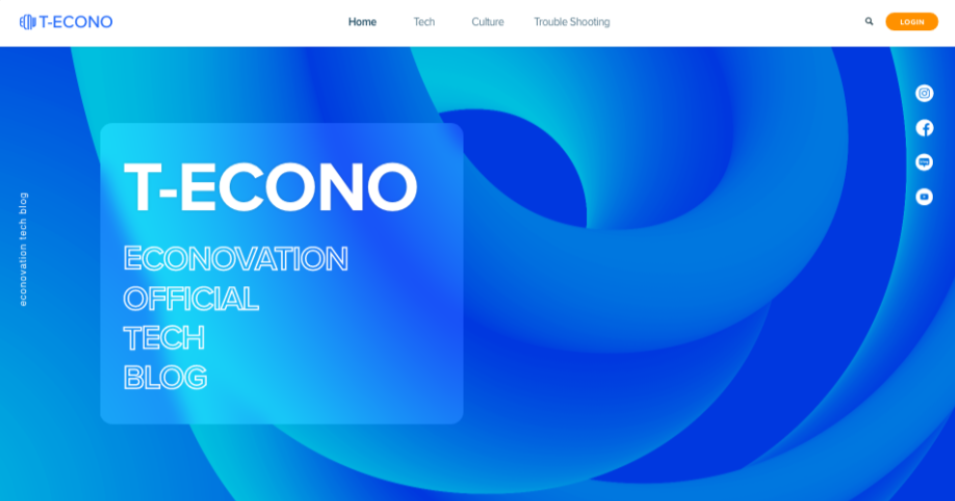 T-ECONO
Home
Tech
Culture
Trouble Shooting
LOGIN
econovation tech blog
T-ECONO
ECONOVATION
OFFICIAL
TECH
BLOG